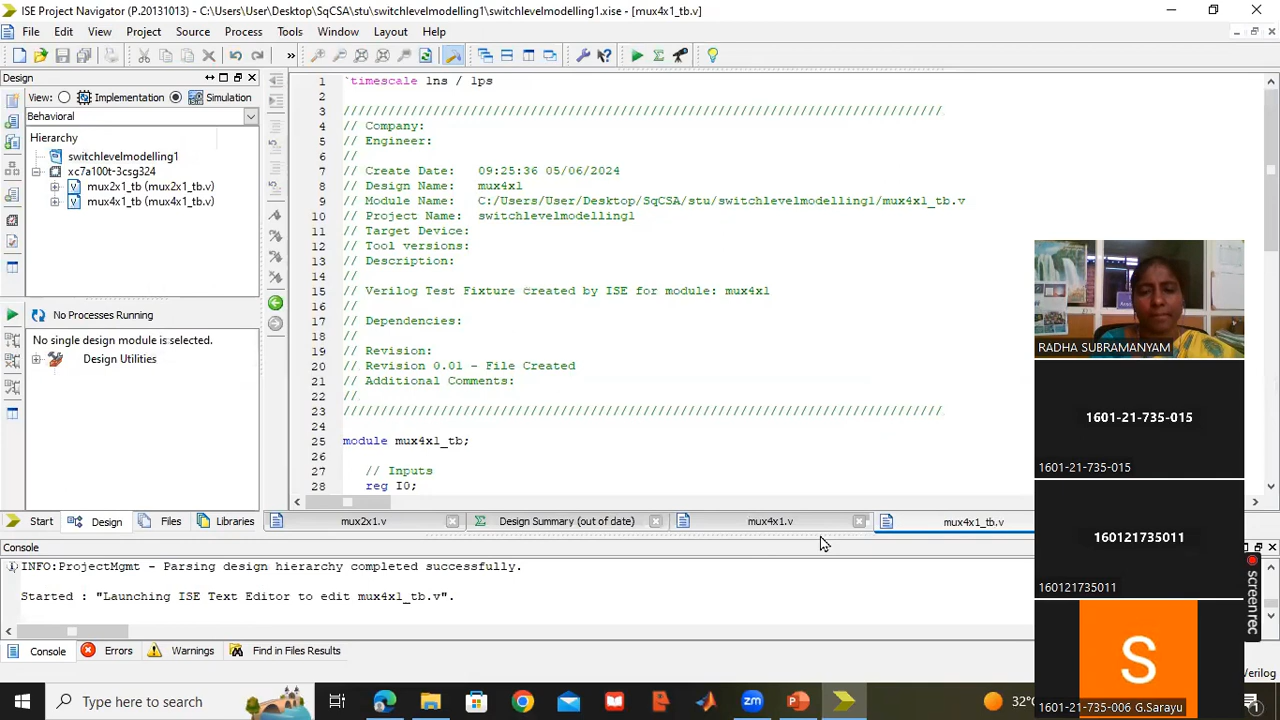 ISE Project Navigator (P.20131013) - C:\Users\User\Desktop\SqCSA\stu\switchlevelmodelling1\switchlevelmodelling1.xise - [mux4x1_tb.v]
File Edit View Project Source Process Tools Window Layout Help
»
Design
View: Implementation Simulation
Behavioral
Hierarchy
switchlevelmodelling1
xc7a100t-3csg324
mux2x1_tb (mux2x1_tb.v)
mux4x1_tb (mux4x1_tb.v)
No Processes Running
No single design module is selected.
Design Utilities
Start Design Files Libraries
1 `timescale 1ns / 1ps
2
3 ////////////////////////////////////////////////////////////////////////////////
4 // Company:
5 // Engineer:
6 //
7 // Create Date: 09:25:36 05/06/2024
8 // Design Name: mux4x1
9 // Module Name: C:/Users/User/Desktop/SqCSA/stu/switchlevelmodelling1/mux4x1_tb.v
10 // Project Name: switchlevelmodelling1
11 // Target Device:
12 // Tool versions:
13 // Description:
14 //
15 // Verilog Test Fixture created by ISE for module: mux4x1
16 //
17 // Dependencies:
18 //
19 // Revision:
20 // Revision 0.01 - File Created
21 // Additional Comments:
22 //
23 ////////////////////////////////////////////////////////////////////////////////
24
25 module mux4x1_tb;
26
27 // Inputs
28 reg I0;
mux2x1.v Design Summary (out of date) mux4x1.v mux4x1_tb.v
Console
INFO:ProjectMgmt - Parsing design hierarchy completed successfully.
Started : "Launching ISE Text Editor to edit mux4x1_tb.v".
Console Errors Warnings Find in Files Results
RADHA SUBRAMANYAM
1601-21-735-015
1601-21-735-015
160121735011
160121735011
S
1601-21-735-006 G.Sarayu
screen rec
Verilog
Type here to search
zm
32°
1